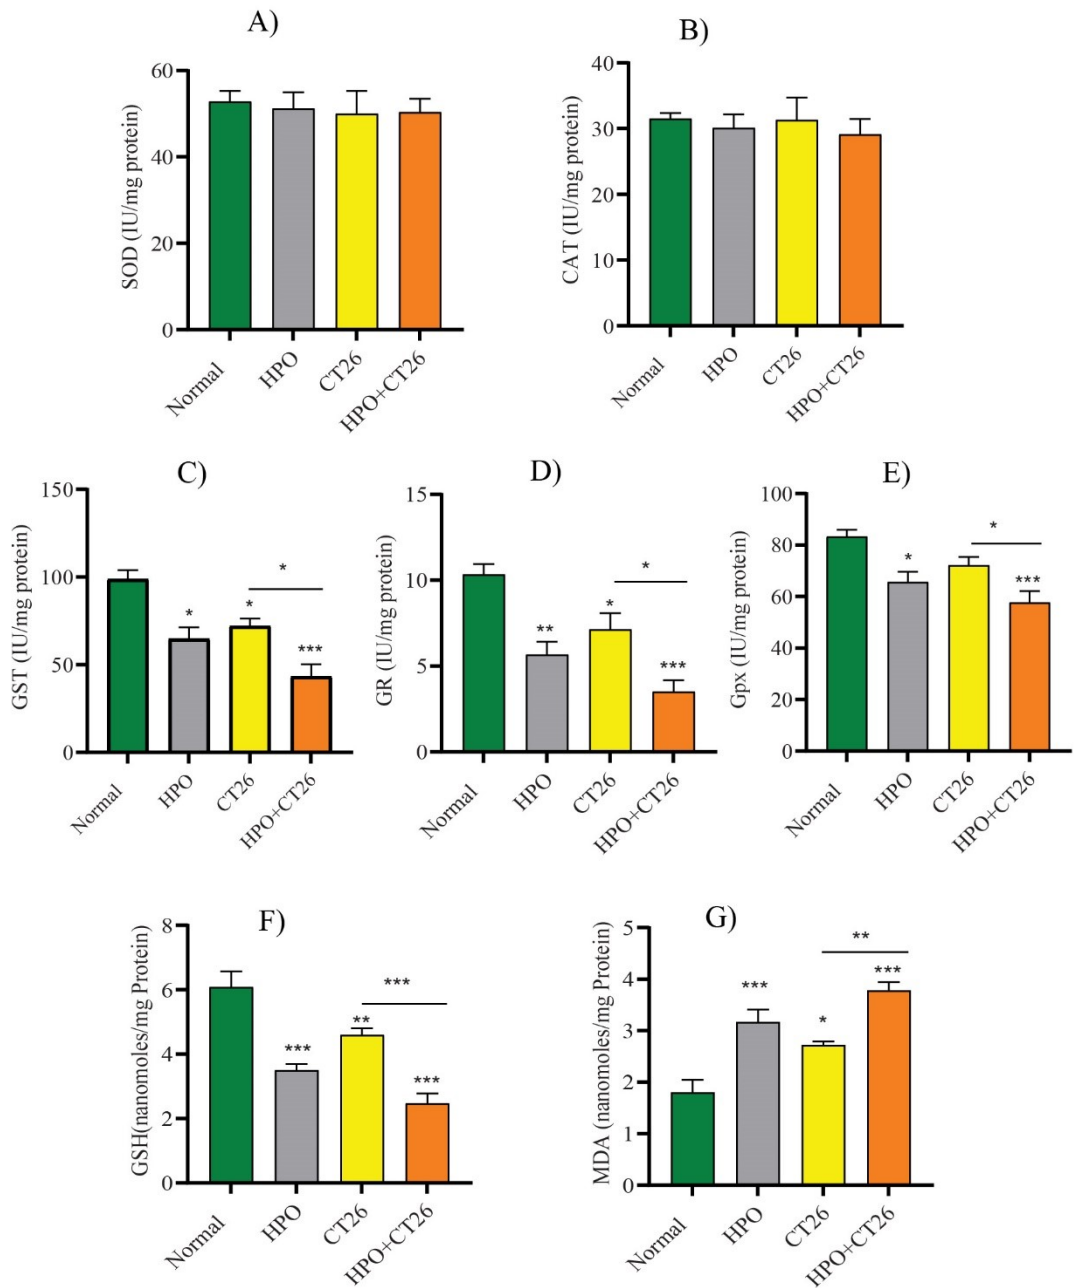 A)
SOD (IU/mg protein)
60
40
20
0
Normal
HPO
CT26
HPO+CT26
B)
CAT (IU/mg protein)
40
30
20
10
0
Normal
HPO
CT26
HPO+CT26
C)
GST (IU/mg protein)
150
100
50
0
*
*
*
***
Normal
HPO
CT26
HPO+CT26
D)
GR (IU/mg protein)
15
10
5
0
*
**
*
***
Normal
HPO
CT26
HPO+CT26
E)
Gpx (IU/mg protein)
100
80
60
40
20
0
*
*
***
Normal
HPO
CT26
HPO+CT26
F)
GSH(nanomoles/mg Protein)
8
6
4
2
0
***
***
**
***
Normal
HPO
CT26
HPO+CT26
G)
MDA (nanomoles/mg Protein)
5
4
3
2
1
0
**
***
*
***
Normal
HPO
CT26
HPO+CT26